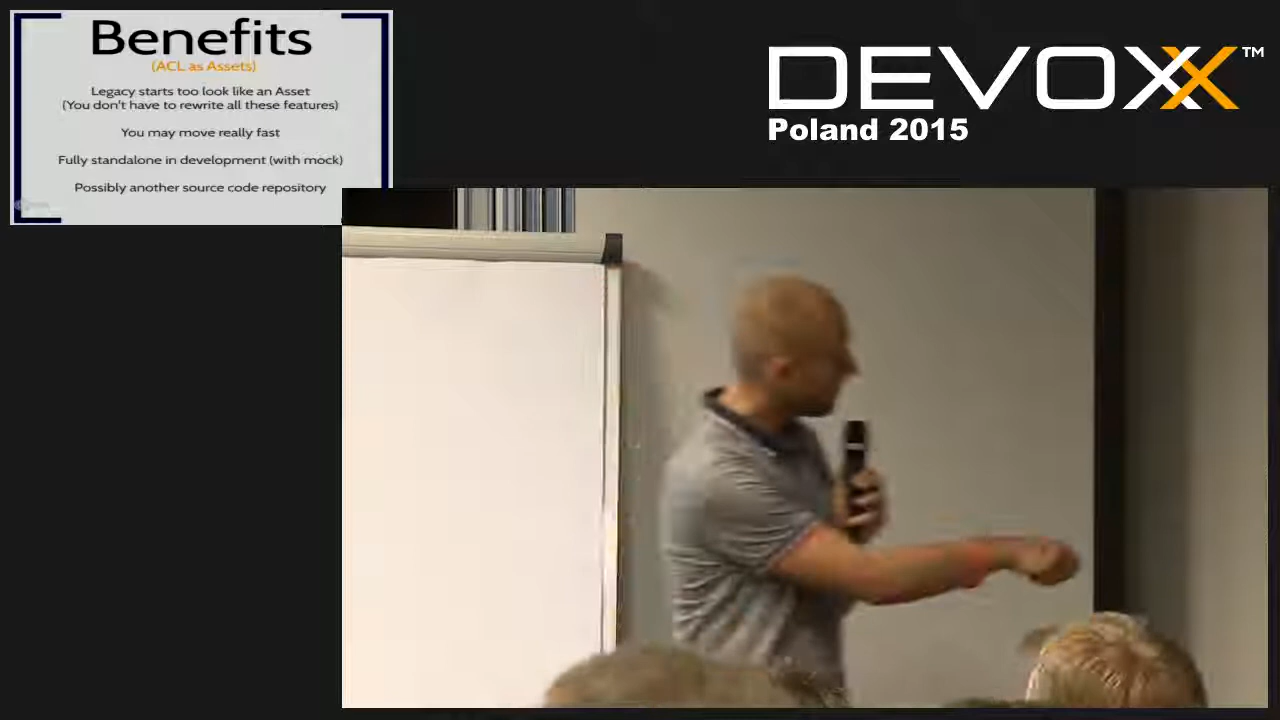 Benefits
(ACL as Assets)
Legacy starts too look like an Asset
(You don't have to rewrite all these features)
You may move really fast
Fully standalone in development (with mock)
Possibly another source code repository
DEVOXX™
Poland 2015